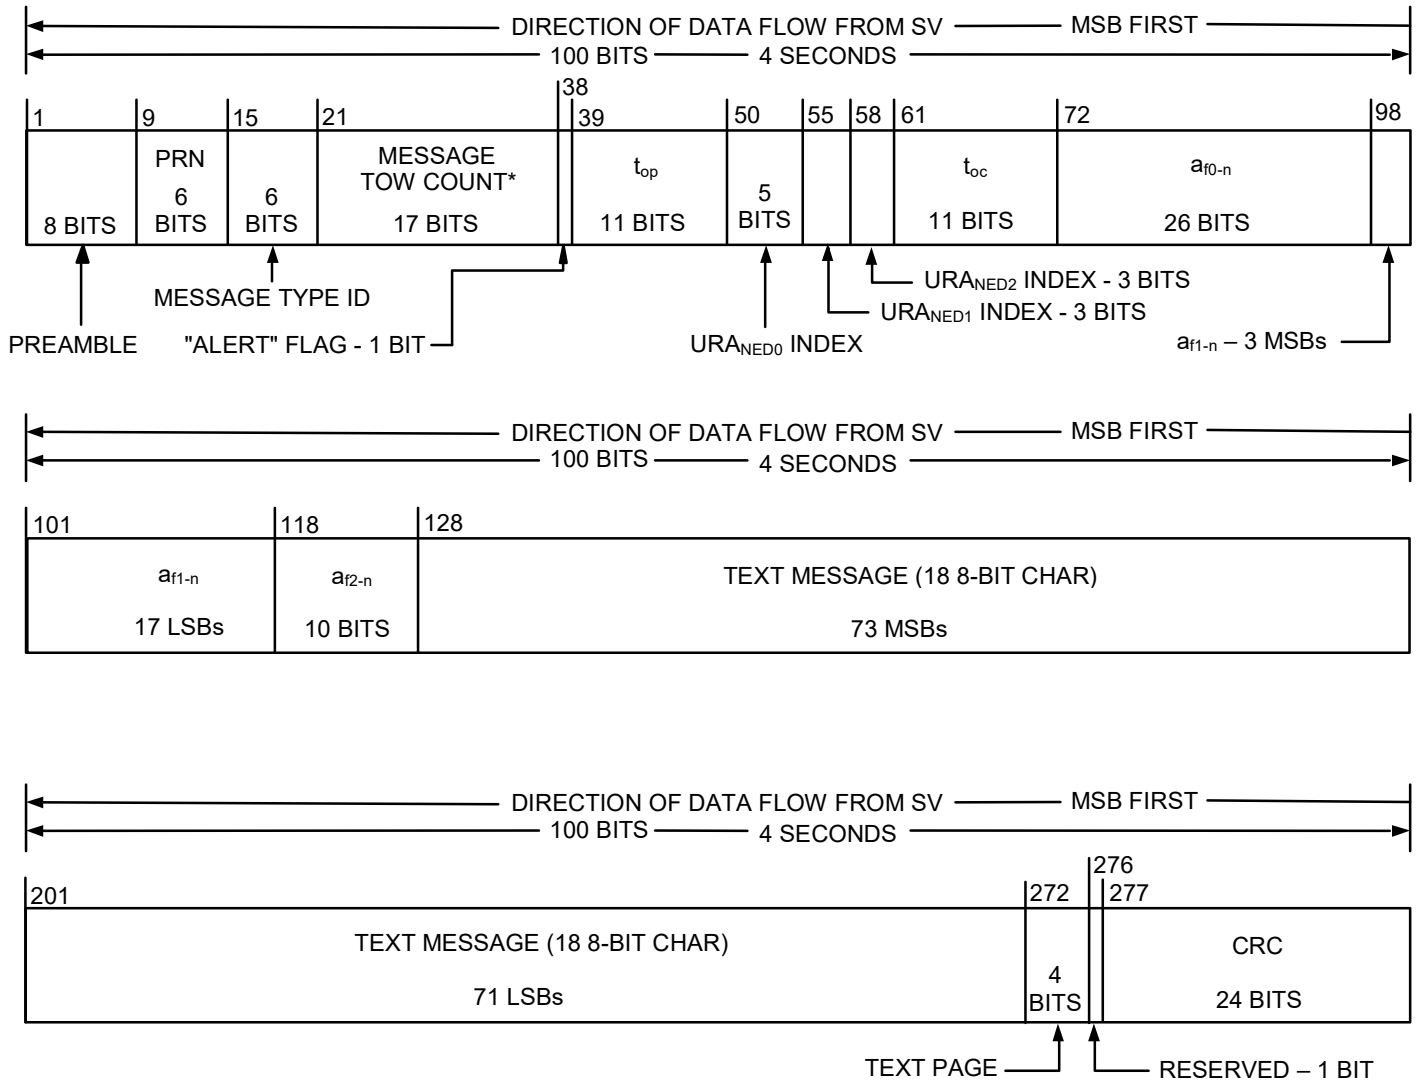 DIRECTION OF DATA FLOW FROM SV MSB FIRST
100 BITS 4 SECONDS
38
1 9 15 21 39 50 55 58 61 72 98
PRN
6
BITS
8 BITS
6
BITS
MESSAGE
TOW COUNT*
17 BITS
top
11 BITS
5
BITS
toc
11 BITS
af0-n
26 BITS
URANED2 INDEX - 3 BITS
MESSAGE TYPE ID
URANED1 INDEX - 3 BITS
PREAMBLE "ALERT" FLAG - 1 BIT URANED0 INDEX af1-n – 3 MSBs
DIRECTION OF DATA FLOW FROM SV MSB FIRST
100 BITS 4 SECONDS
101 118 128
af1-n af2-n TEXT MESSAGE (18 8-BIT CHAR)
17 LSBs 10 BITS 73 MSBs
DIRECTION OF DATA FLOW FROM SV MSB FIRST
100 BITS 4 SECONDS
276
201 272 277
TEXT MESSAGE (18 8-BIT CHAR)
71 LSBs
4
BITS
CRC
24 BITS
TEXT PAGE RESERVED – 1 BIT